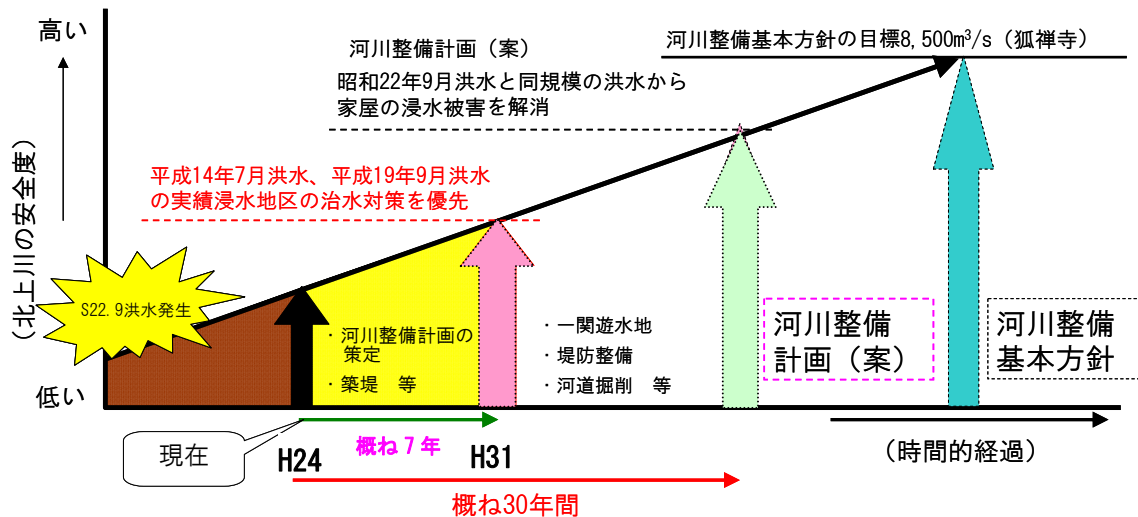 高い
河川整備基本方針の目標8,500m³/s（狐禅寺）
河川整備計画（案）
昭和22年9月洪水と同規模の洪水から
家屋の浸水被害を解消
平成14年7月洪水、平成19年9月洪水
の実績浸水地区の治水対策を優先
（北上川の安全度）
S22.9洪水発生
・河川整備計画の
策定
・築堤　等
・一関遊水地
・堤防整備
・河道掘削　等
河川整備
計画（案）
河川整備
基本方針
低い
現在
H24
概ね７年
H31
（時間的経過）
概ね30年間